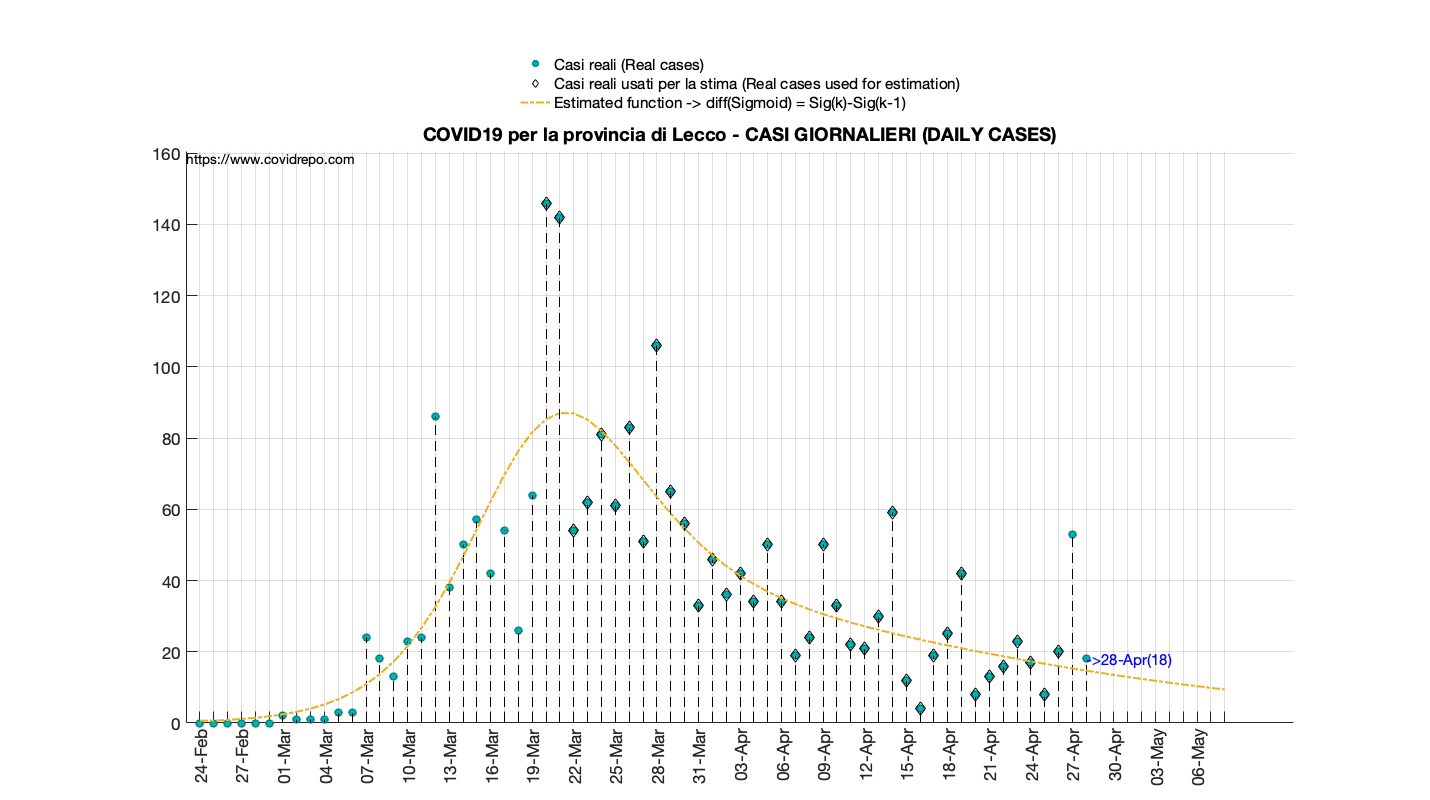 Casi reali (Real cases)
Casi reali usati per la stima (Real cases used for estimation)
Estimated function -> diff(Sigmoid) = Sig(k)-Sig(k-1)
COVID19 per la provincia di Lecco - CASI GIORNALIERI (DAILY CASES)
https://www.covidrepo.com
160
140
120
100
80
60
40
20
0
->28-Apr(18)
24-Feb
27-Feb
01-Mar
04-Mar
07-Mar
10-Mar
13-Mar
16-Mar
19-Mar
22-Mar
25-Mar
28-Mar
31-Mar
03-Apr
06-Apr
09-Apr
12-Apr
15-Apr
18-Apr
21-Apr
24-Apr
27-Apr
30-Apr
03-May
06-May